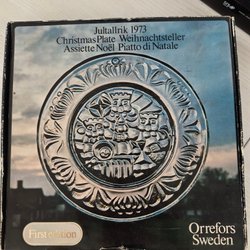 Jultallrik 1973
Christmas Plate Weihnachtsteller
Assiette Noël Piatto di Natale
First edition
Orrefors
Sweden